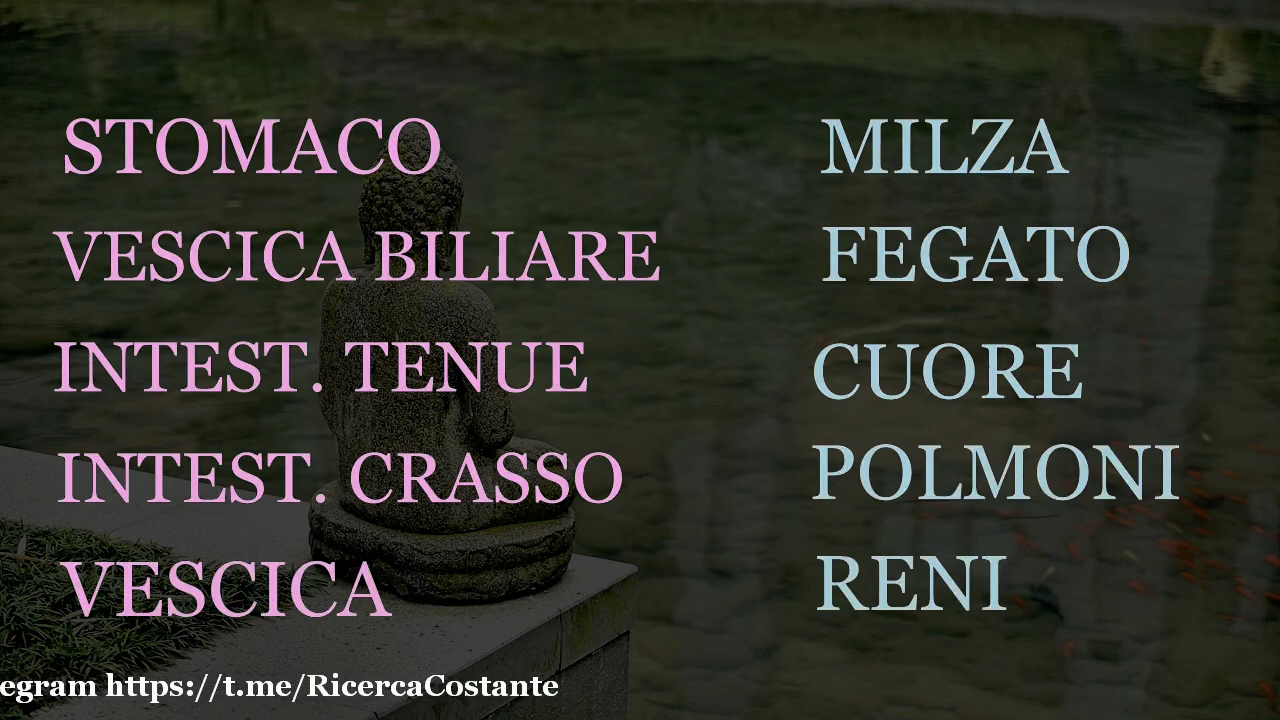 STOMACO MILZA
VESCICA BILIARE FEGATO
INTEST. TENUE CUORE
INTEST. CRASSO POLMONI
VESCICA RENI
egram https://t.me/RicercaCostante